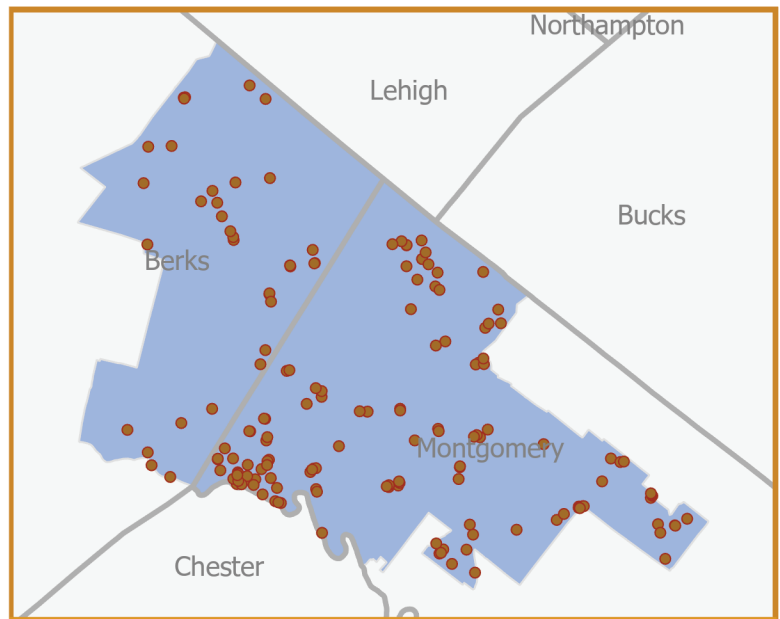 Northampton
Lehigh
Bucks
Berks
Montgomery
Chester